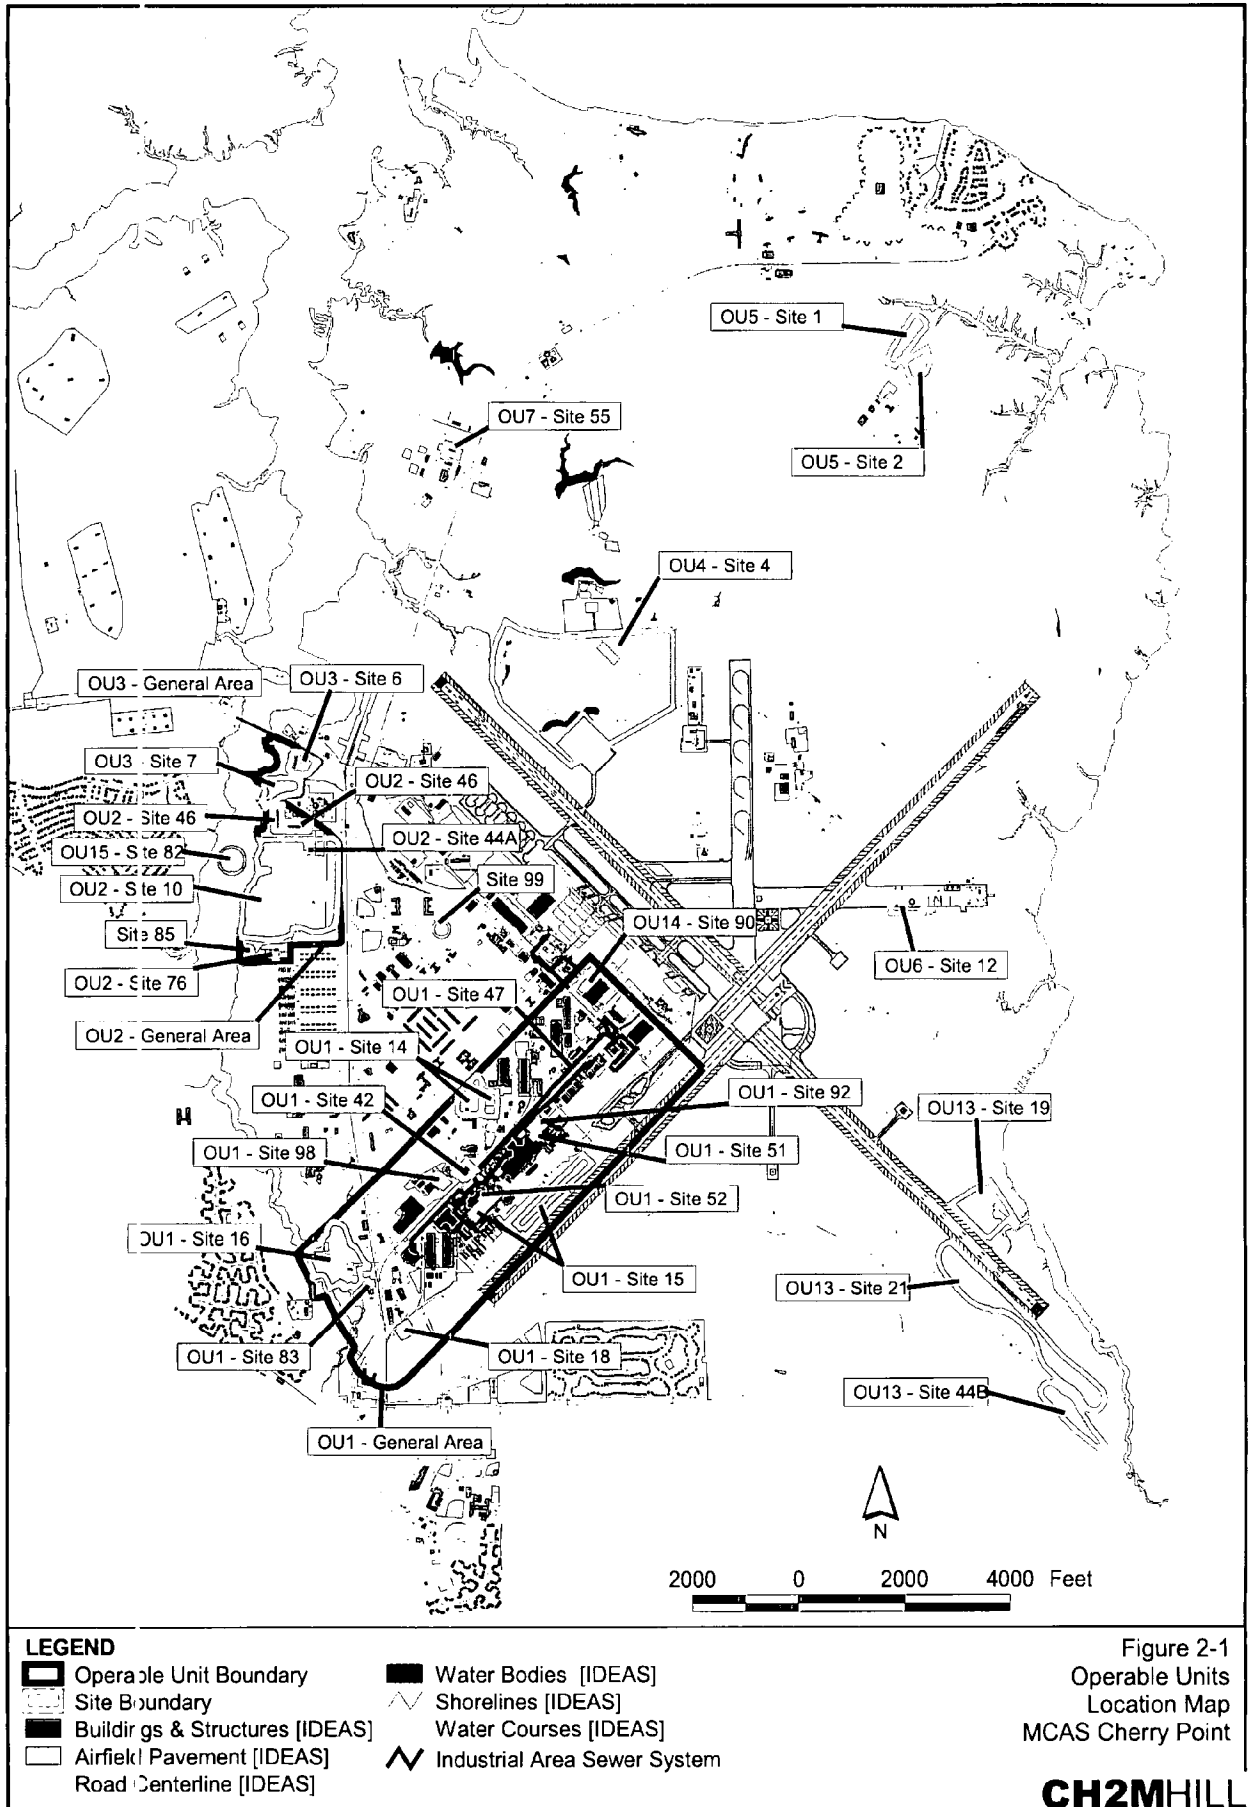 OU5 - Site 1
OU7 - Site 55
OU5 - Site 2
OU4 - Site 4
OU3 - General Area
OU3 - Site 6
OU3 - Site 7
OU2 - Site 46
OU2 - Site 46
OU2 - Site 44A
OU15 - Site 82
Site 99
OU2 - Site 10
OU14 - Site 90
Site 85
OU6 - Site 12
OU2 - Site 76
OU1 - Site 47
OU2 - General Area
OU1 - Site 14
OU1 - Site 92
OU1 - Site 42
OU13 - Site 19
OU1 - Site 98
OU1 - Site 51
OU1 - Site 52
OU1 - Site 16
OU1 - Site 15
OU13 - Site 21
OU1 - Site 83
OU1 - Site 18
OU13 - Site 44B
OU1 - General Area
N
2000 0 2000 4000 Feet
LEGEND
Operable Unit Boundary
Site Boundary
Buildings & Structures [IDEAS]
Airfield Pavement [IDEAS]
Road Centerline [IDEAS]
Water Bodies [IDEAS]
Shorelines [IDEAS]
Water Courses [IDEAS]
Industrial Area Sewer System
Figure 2-1
Operable Units
Location Map
MCAS Cherry Point
CH2MHILL